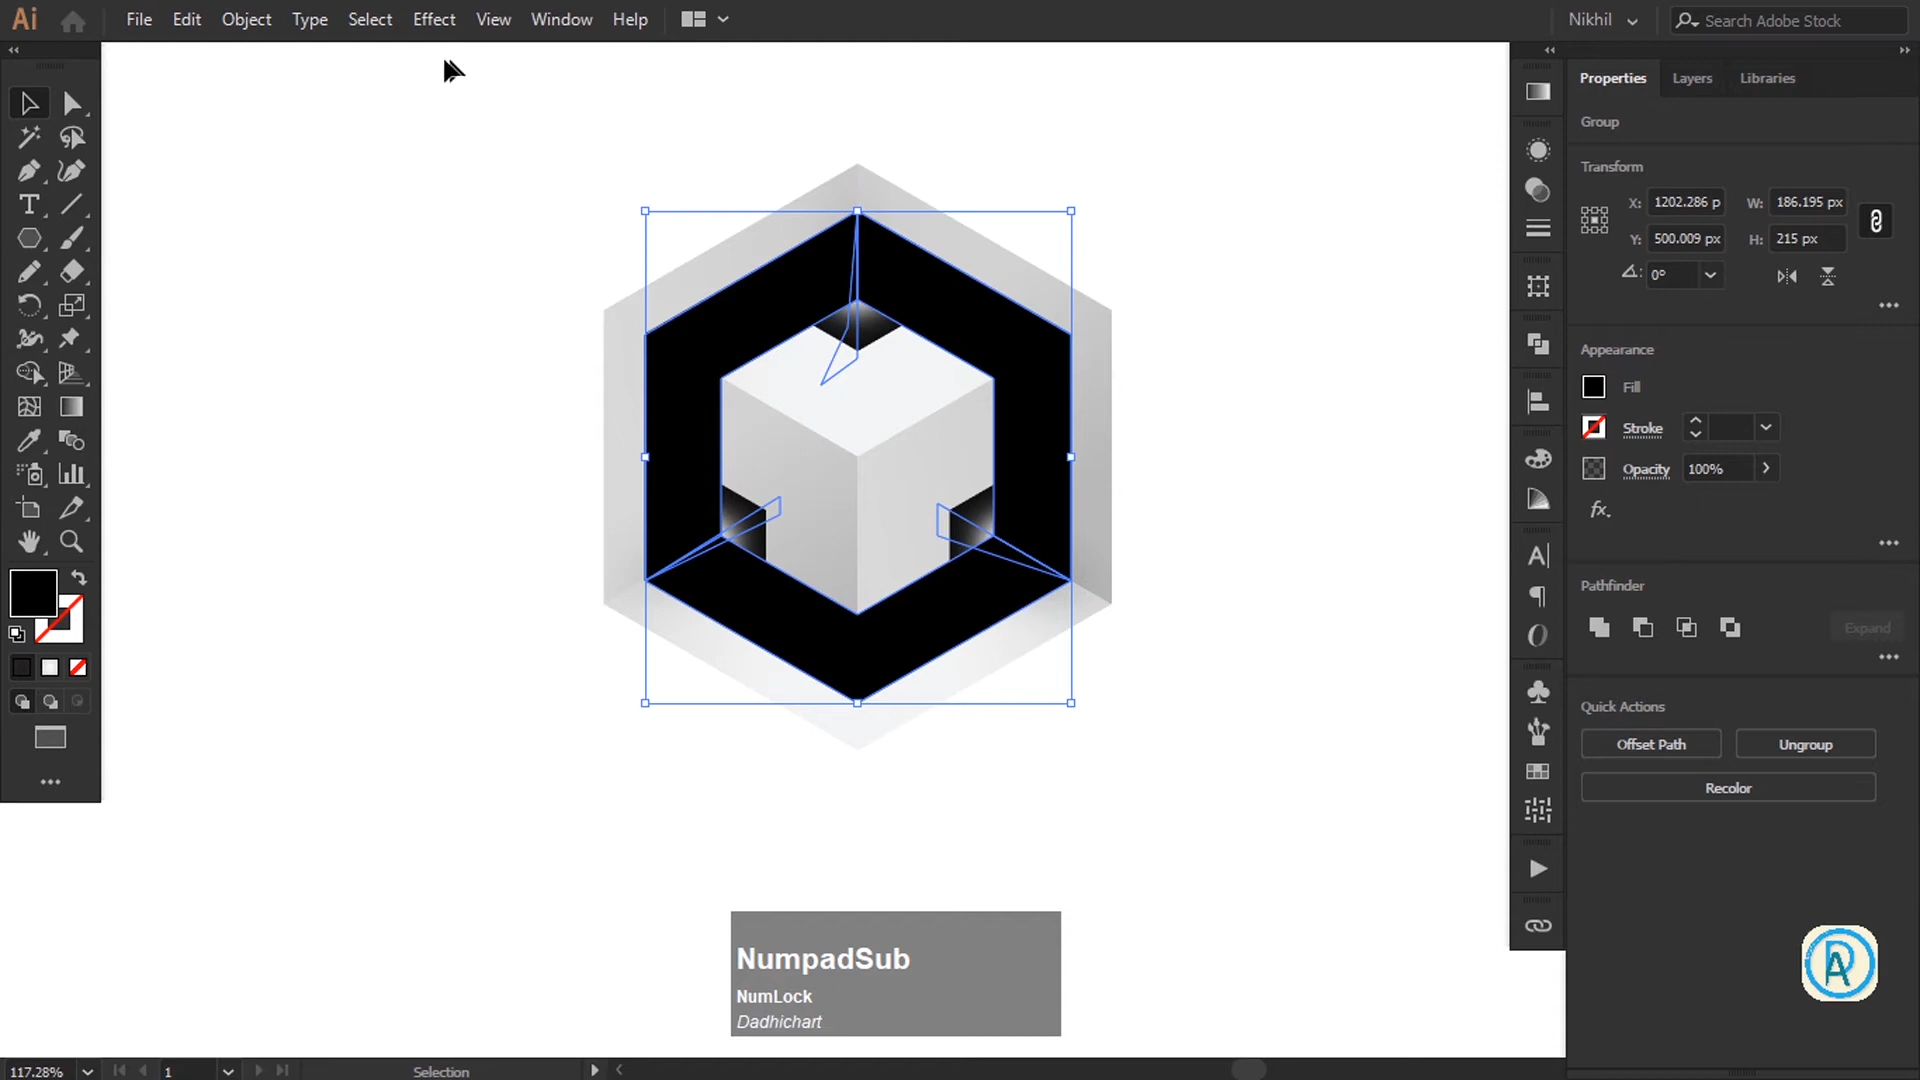 Ai File Edit Object Type Select Effect View Window Help Nikhil Search Adobe Stock
Properties Layers Libraries
Group
Transform
X: 1202.286 p W: 186.195 px
Y: 500.009 px H: 215 px
0°
Appearance
Fill
Stroke
Opacity 100%
fx.
Pathfinder
Expand
Quick Actions
Offset Path Ungroup
Recolor
NumpadSub
NumLock
Dadhichart
117.28% 1 Selection